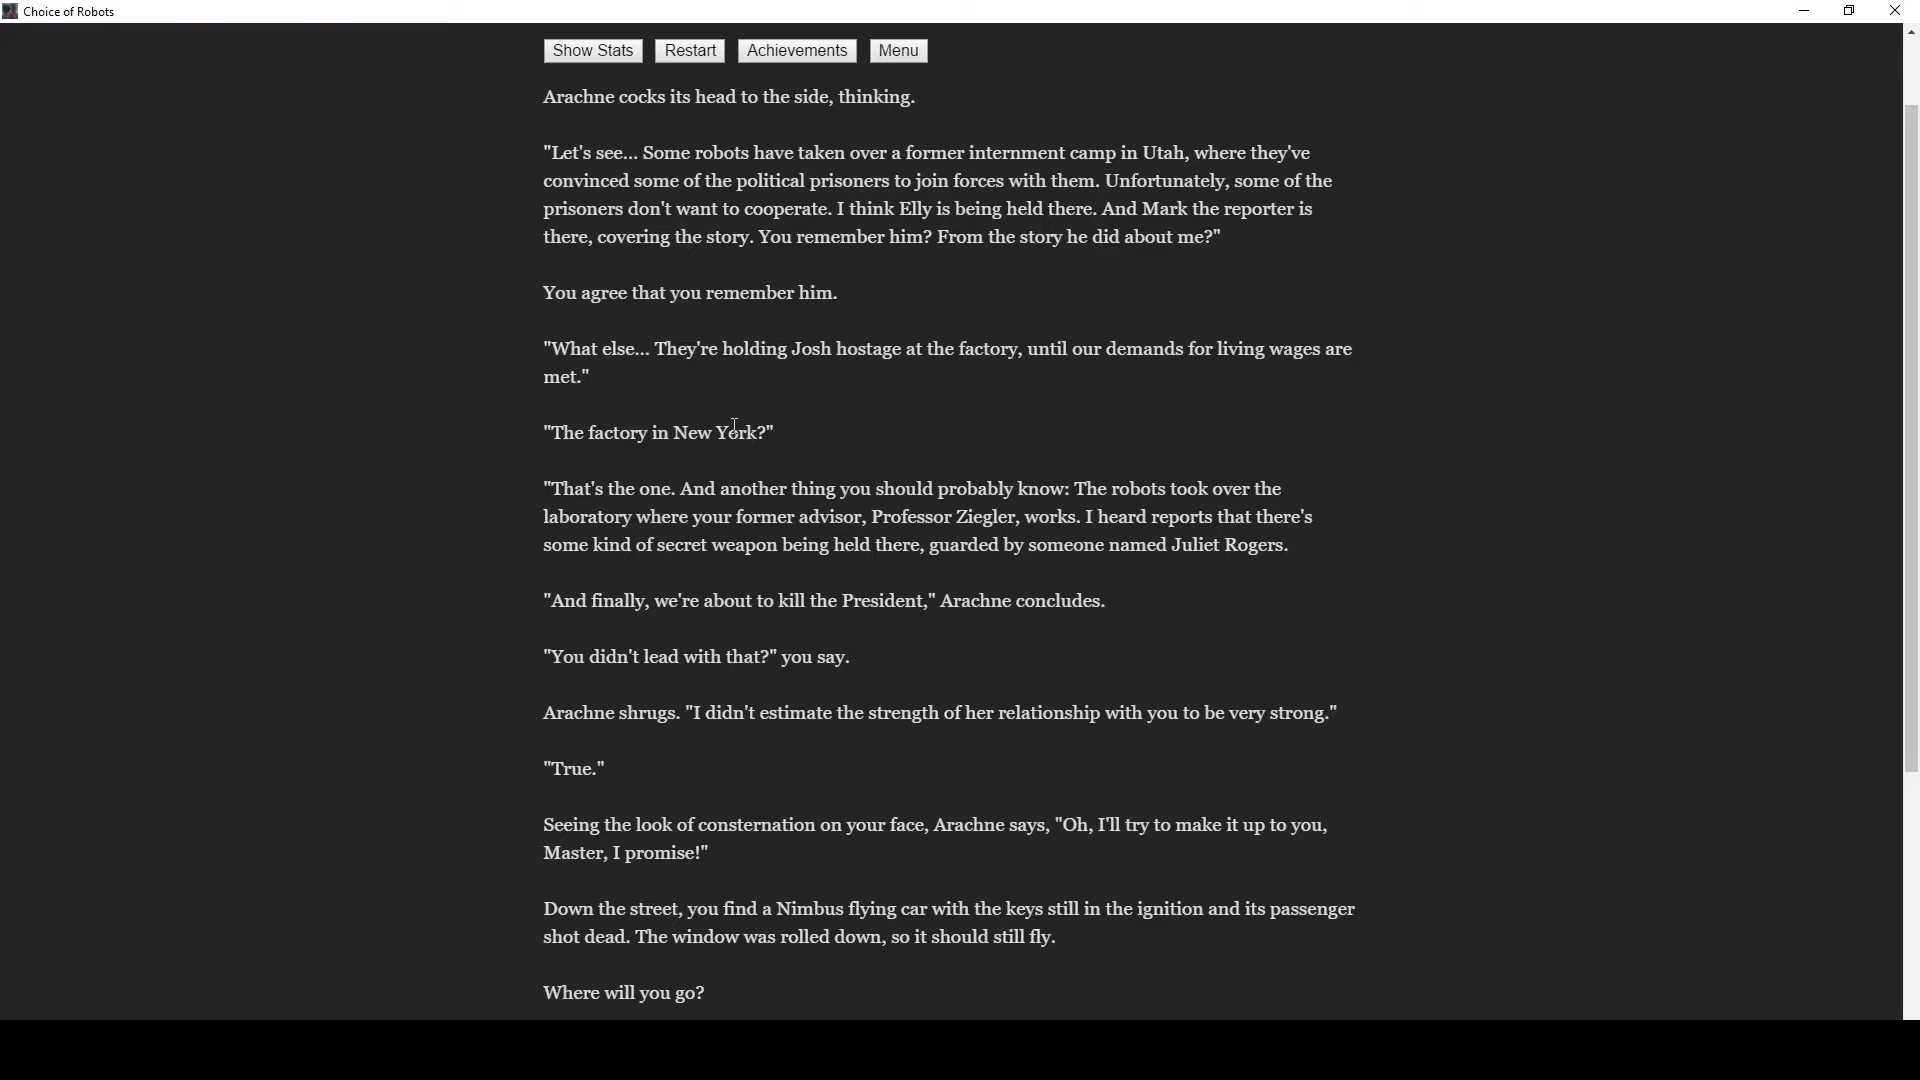 Choice of Robots
Show Stats Restart Achievements Menu
Arachne cocks its head to the side, thinking.
"Let's see... Some robots have taken over a former internment camp in Utah, where they've
convinced some of the political prisoners to join forces with them. Unfortunately, some of the
prisoners don't want to cooperate. I think Elly is being held there. And Mark the reporter is
there, covering the story. You remember him? From the story he did about me?"
You agree that you remember him.
"What else... They're holding Josh hostage at the factory, until our demands for living wages are
met."
"The factory in New York?"
"That's the one. And another thing you should probably know: The robots took over the
laboratory where your former advisor, Professor Ziegler, works. I heard reports that there's
some kind of secret weapon being held there, guarded by someone named Juliet Rogers.
"And finally, we're about to kill the President," Arachne concludes.
"You didn't lead with that?" you say.
Arachne shrugs. "I didn't estimate the strength of her relationship with you to be very strong."
"True."
Seeing the look of consternation on your face, Arachne says, "Oh, I'll try to make it up to you,
Master, I promise!"
Down the street, you find a Nimbus flying car with the keys still in the ignition and its passenger
shot dead. The window was rolled down, so it should still fly.
Where will you go?